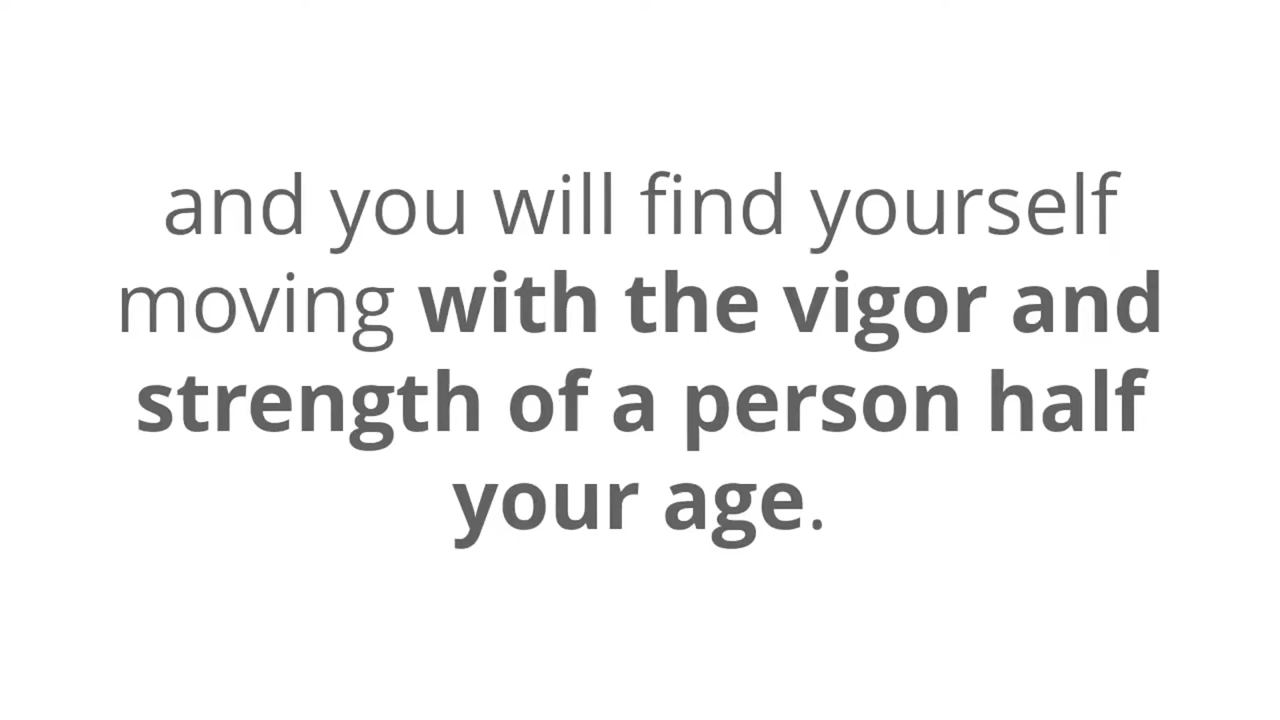 and you will find yourself
moving with the vigor and
strength of a person half
your age.